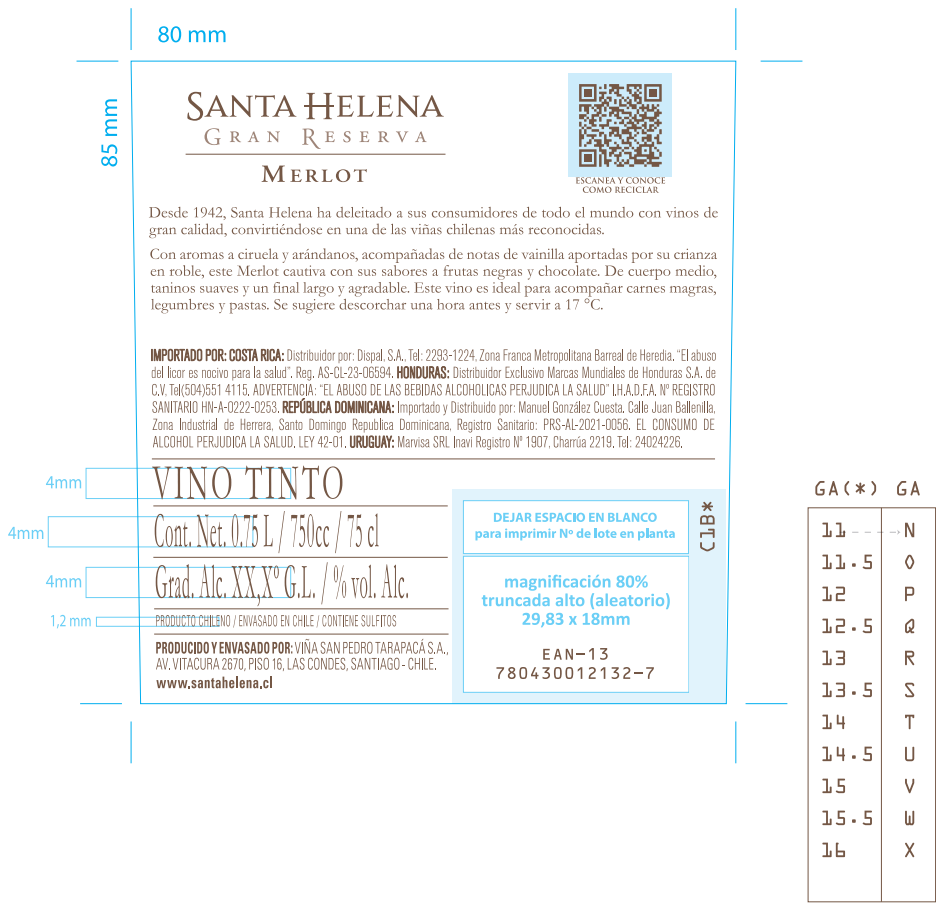 80 mm
85 mm
SANTA HELENA
GRAN RESERVA
MERLOT
ESCANEA Y CONOCE
COMO RECICLAR
Desde 1942, Santa Helena ha deleitado a sus consumidores de todo el mundo con vinos de
gran calidad, convirtiéndose en una de las viñas chilenas más reconocidas.
Con aromas a ciruela y arándanos, acompañadas de notas de vainilla aportadas por su crianza
en roble, este Merlot cautiva con sus sabores a frutas negras y chocolate. De cuerpo medio,
taninos suaves y un final largo y agradable. Este vino es ideal para acompañar carnes magras,
legumbres y pastas. Se sugiere descorchar una hora antes y servir a 17 °C.
IMPORTADO POR: COSTA RICA: Distribuidor por: Dispal, S.A., Tel: 2293-1224, Zona Franca Metropolitana Barreal de Heredia. "El abuso
del licor es nocivo para la salud". Reg. AS-CL-23-06594. HONDURAS: Distribuidor Exclusivo Marcas Mundiales de Honduras S.A. de
C.V. Tel(504)551 4115, ADVERTENCIA: "EL ABUSO DE LAS BEBIDAS ALCOHOLICAS PERJUDICA LA SALUD" I.H.A.D.F.A. Nº REGISTRO
SANITARIO HN-A-0222-0253. REPÚBLICA DOMINICANA: Importado y Distribuido por: Manuel González Cuesta. Calle Juan Ballenilla,
Zona Industrial de Herrera, Santo Domingo Republica Dominicana, Registro Sanitario: PRS-AL-2021-0056. EL CONSUMO DE
ALCOHOL PERJUDICA LA SALUD. LEY 42-01. URUGUAY: Marvisa SRL Inavi Registro Nº 1907, Charrúa 2219. Tel: 24024226.
4mm
VINO TINTO
4mm
Cont. Net. 0.75 L / 750cc / 75 cl
4mm
Grad. Alc. XX,Xº G.L. / % vol. Alc.
1,2 mm
PRODUCTO CHILENO / ENVASADO EN CHILE / CONTIENE SULFITOS
PRODUCIDO Y ENVASADO POR: VIÑA SAN PEDRO TARAPACÁ S.A.,
AV. VITACURA 2670, PISO 16, LAS CONDES, SANTIAGO - CHILE.
www.santahelena.cl
DEJAR ESPACIO EN BLANCO
para imprimir Nº de lote en planta
C1B*
magnificación 80%
truncada alto (aleatorio)
29,83 x 18mm
EAN-13
780430012132-7
GA(*) GA
11 N
11.5 O
12 P
12.5 Q
13 R
13.5 S
14 T
14.5 U
15 V
15.5 W
16 X